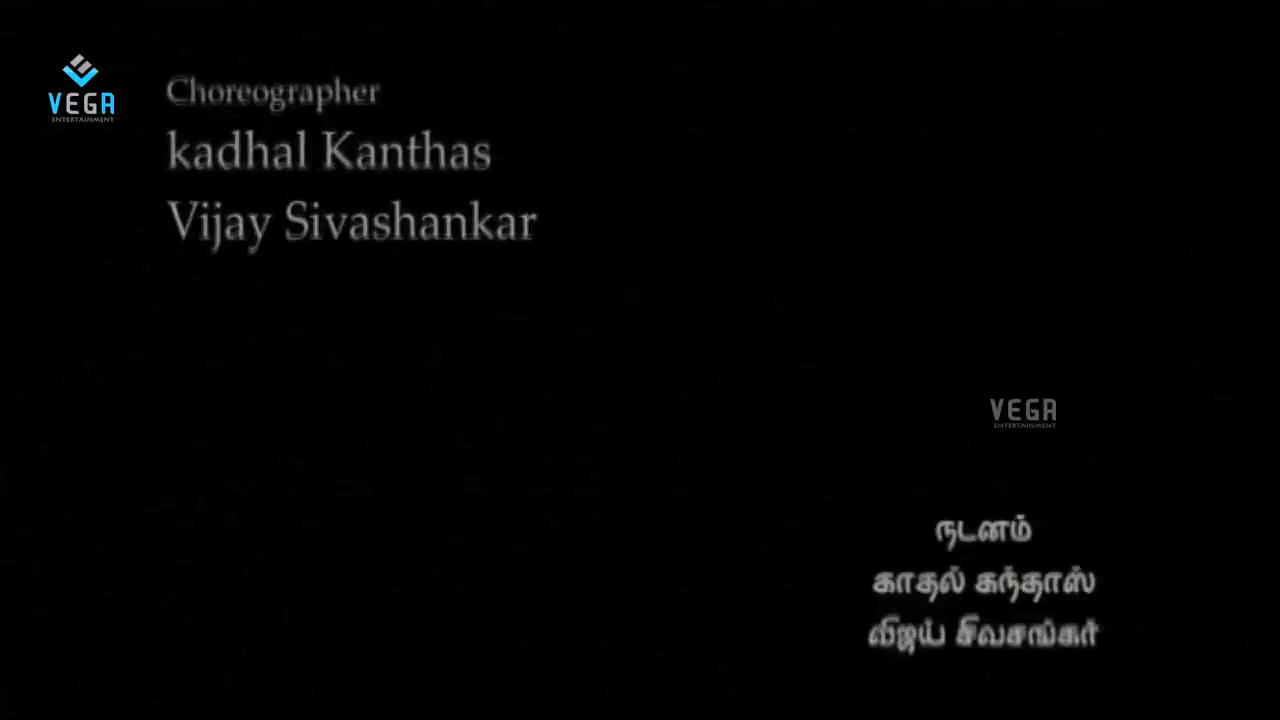 VEGA
ENTERTAINMENT
Choreographer
kadhal Kanthas
Vijay Sivashankar
VEGA
ENTERTAINMENT
நடனம்
காதல் கந்தாஸ்
விஜய் சிவசங்கர்